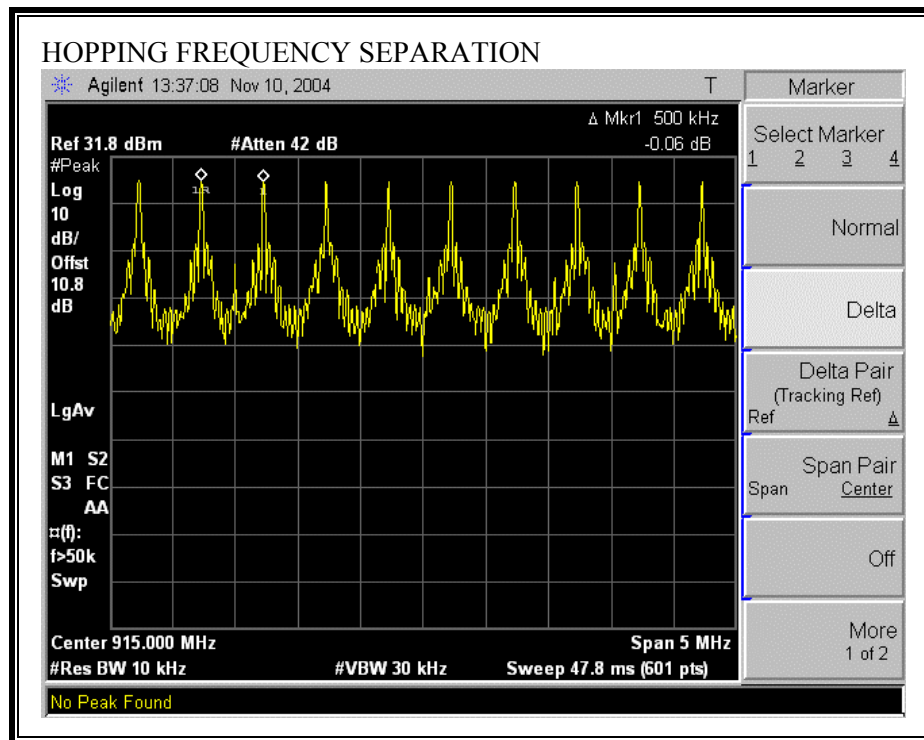 HOPPING FREQUENCY SEPARATION
Agilent 13:37:08 Nov 10, 2004 T
Δ Mkr1 500 kHz
Ref 31.8 dBm #Atten 42 dB -0.06 dB
#Peak
Log
10
dB/
Offst
10.8
dB
LgAv
M1 S2
S3 FC
AA
¤(f):
f>50k
Swp
Center 915.000 MHz Span 5 MHz
#Res BW 10 kHz #VBW 30 kHz Sweep 47.8 ms (601 pts)
No Peak Found
Marker
Select Marker
1 2 3 4
Normal
Delta
Delta Pair
(Tracking Ref)
Ref Δ
Span Pair
Span Center
Off
More
1 of 2